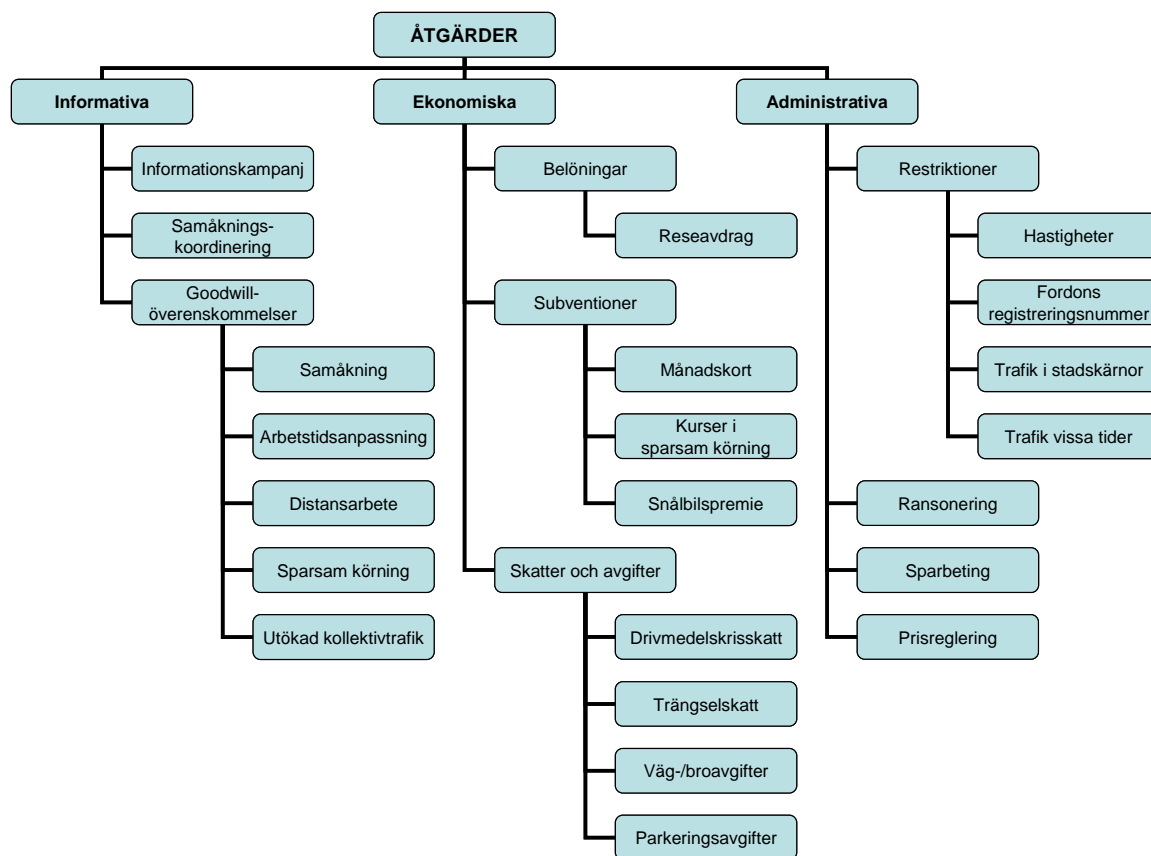 ÅTGÄRDER
Informativa
Informationskampanj
Samåknings-
koordinering
Goodwill-
överenskommelser
Samåkning
Arbetstidsanpassning
Distansarbete
Sparsam körning
Utökad kollektivtrafik
Ekonomiska
Belöningar
Reseavdrag
Subventioner
Månadskort
Kurser i
sparsam körning
Snålbilspremie
Skatter och avgifter
Drivmedelskrisskatt
Trängselskatt
Väg-/broavgifter
Parkeringsavgifter
Administrativa
Restriktioner
Hastigheter
Fordons
registreringsnummer
Trafik i stadskärnor
Trafik vissa tider
Ransonering
Sparbeting
Prisreglering